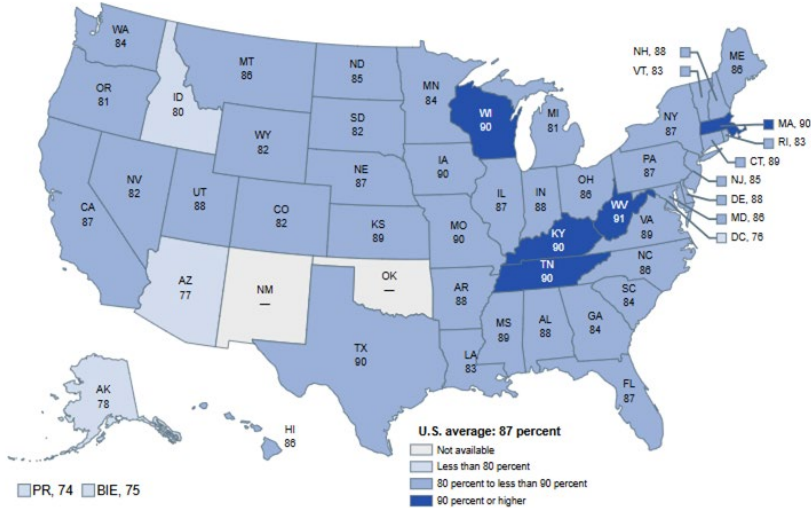 WA
84
OR
81
CA
87
NV
82
ID
80
MT
86
WY
82
UT
88
CO
82
AZ
77
NM
—
ND
85
SD
82
NE
87
KS
89
OK
—
TX
90
MN
84
IA
90
MO
90
AR
88
LA
83
WI
90
IL
87
MI
81
IN
88
OH
86
KY
90
TN
90
MS
89
AL
88
GA
84
FL
87
SC
84
NC
86
VA
89
WV
91
PA
87
NY
87
ME
86
NH, 88
VT, 83
MA, 90
RI, 83
CT, 89
NJ, 85
DE, 88
MD, 86
DC, 76
AK
78
HI
86
PR, 74
BIE, 75
U.S. average: 87 percent
Not available
Less than 80 percent
80 percent to less than 90 percent
90 percent or higher